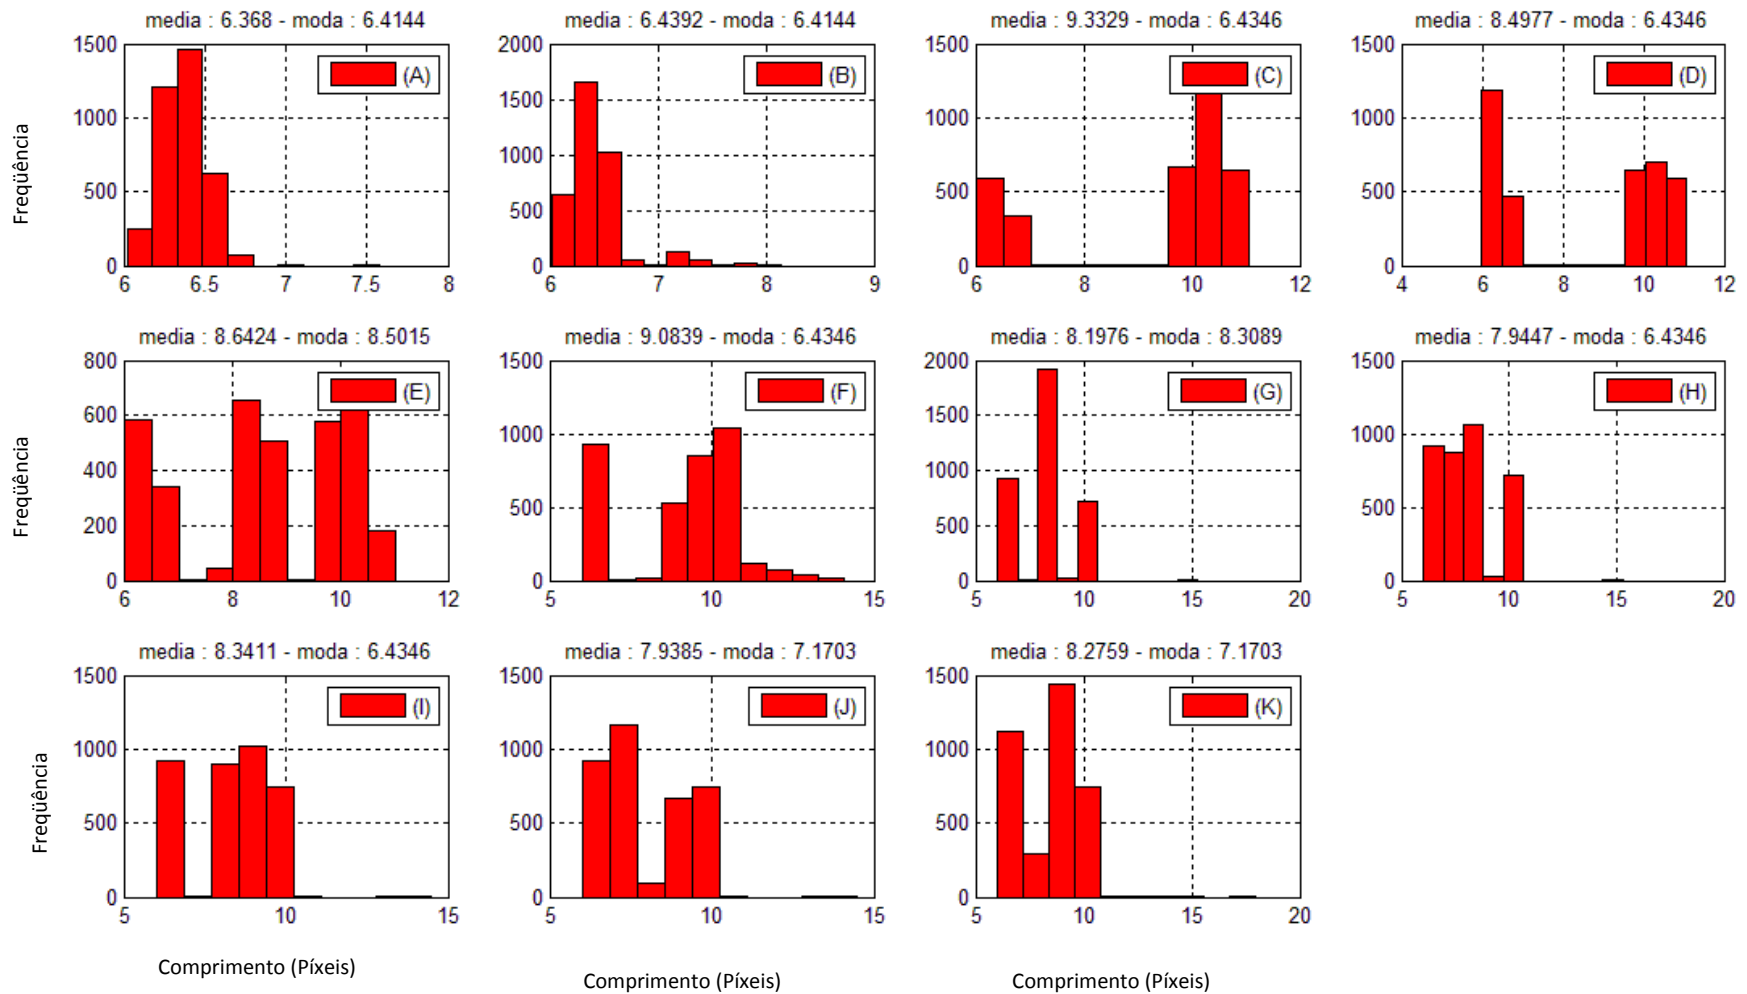 media : 6.368 - moda : 6.4144
media : 6.4392 - moda : 6.4144
media : 9.3329 - moda : 6.4346
media : 8.4977 - moda : 6.4346
Freqüência
1500
1000
500
0
6 6.5 7 7.5 8
(A)
2000
1500
1000
500
0
6 7 8 9
(B)
1500
1000
500
0
6 8 10 12
(C)
1500
1000
500
0
4 6 8 10 12
(D)
media : 8.6424 - moda : 8.5015
media : 9.0839 - moda : 6.4346
media : 8.1976 - moda : 8.3089
media : 7.9447 - moda : 6.4346
Freqüência
800
600
400
200
0
6 8 10 12
(E)
1500
1000
500
0
5 10 15
(F)
2000
1500
1000
500
0
5 10 15 20
(G)
1500
1000
500
0
5 10 15 20
(H)
media : 8.3411 - moda : 6.4346
media : 7.9385 - moda : 7.1703
media : 8.2759 - moda : 7.1703
Freqüência
1500
1000
500
0
5 10 15
(I)
1500
1000
500
0
5 10 15
(J)
1500
1000
500
0
5 10 15 20
(K)
Comprimento (Píxeis)
Comprimento (Píxeis)
Comprimento (Píxeis)